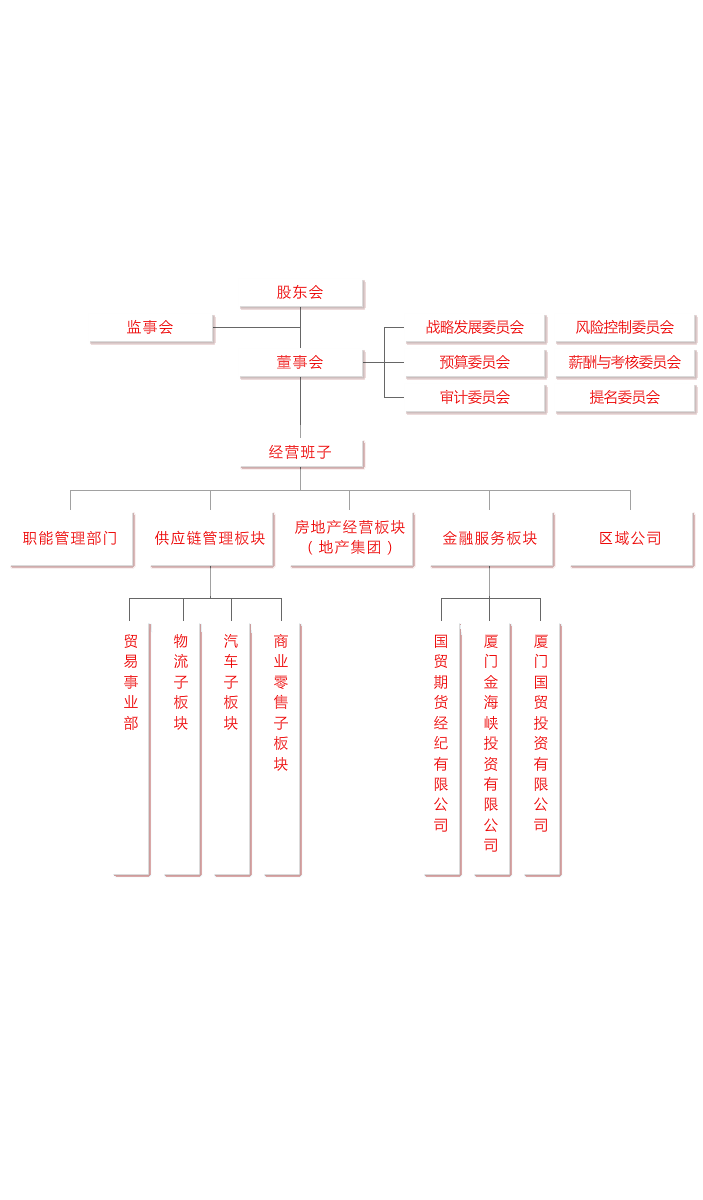 股东会
监事会
战略发展委员会
风险控制委员会
董事会
预算委员会
薪酬与考核委员会
审计委员会
提名委员会
经营班子
职能管理部门
供应链管理板块
房地产经营板块
（地产集团）
金融服务板块
区域公司
贸易事业部
物流子板块
汽车子板块
商业零售子板块
国贸期货经纪有限公司
厦门金海峡投资有限公司
厦门国贸投资有限公司